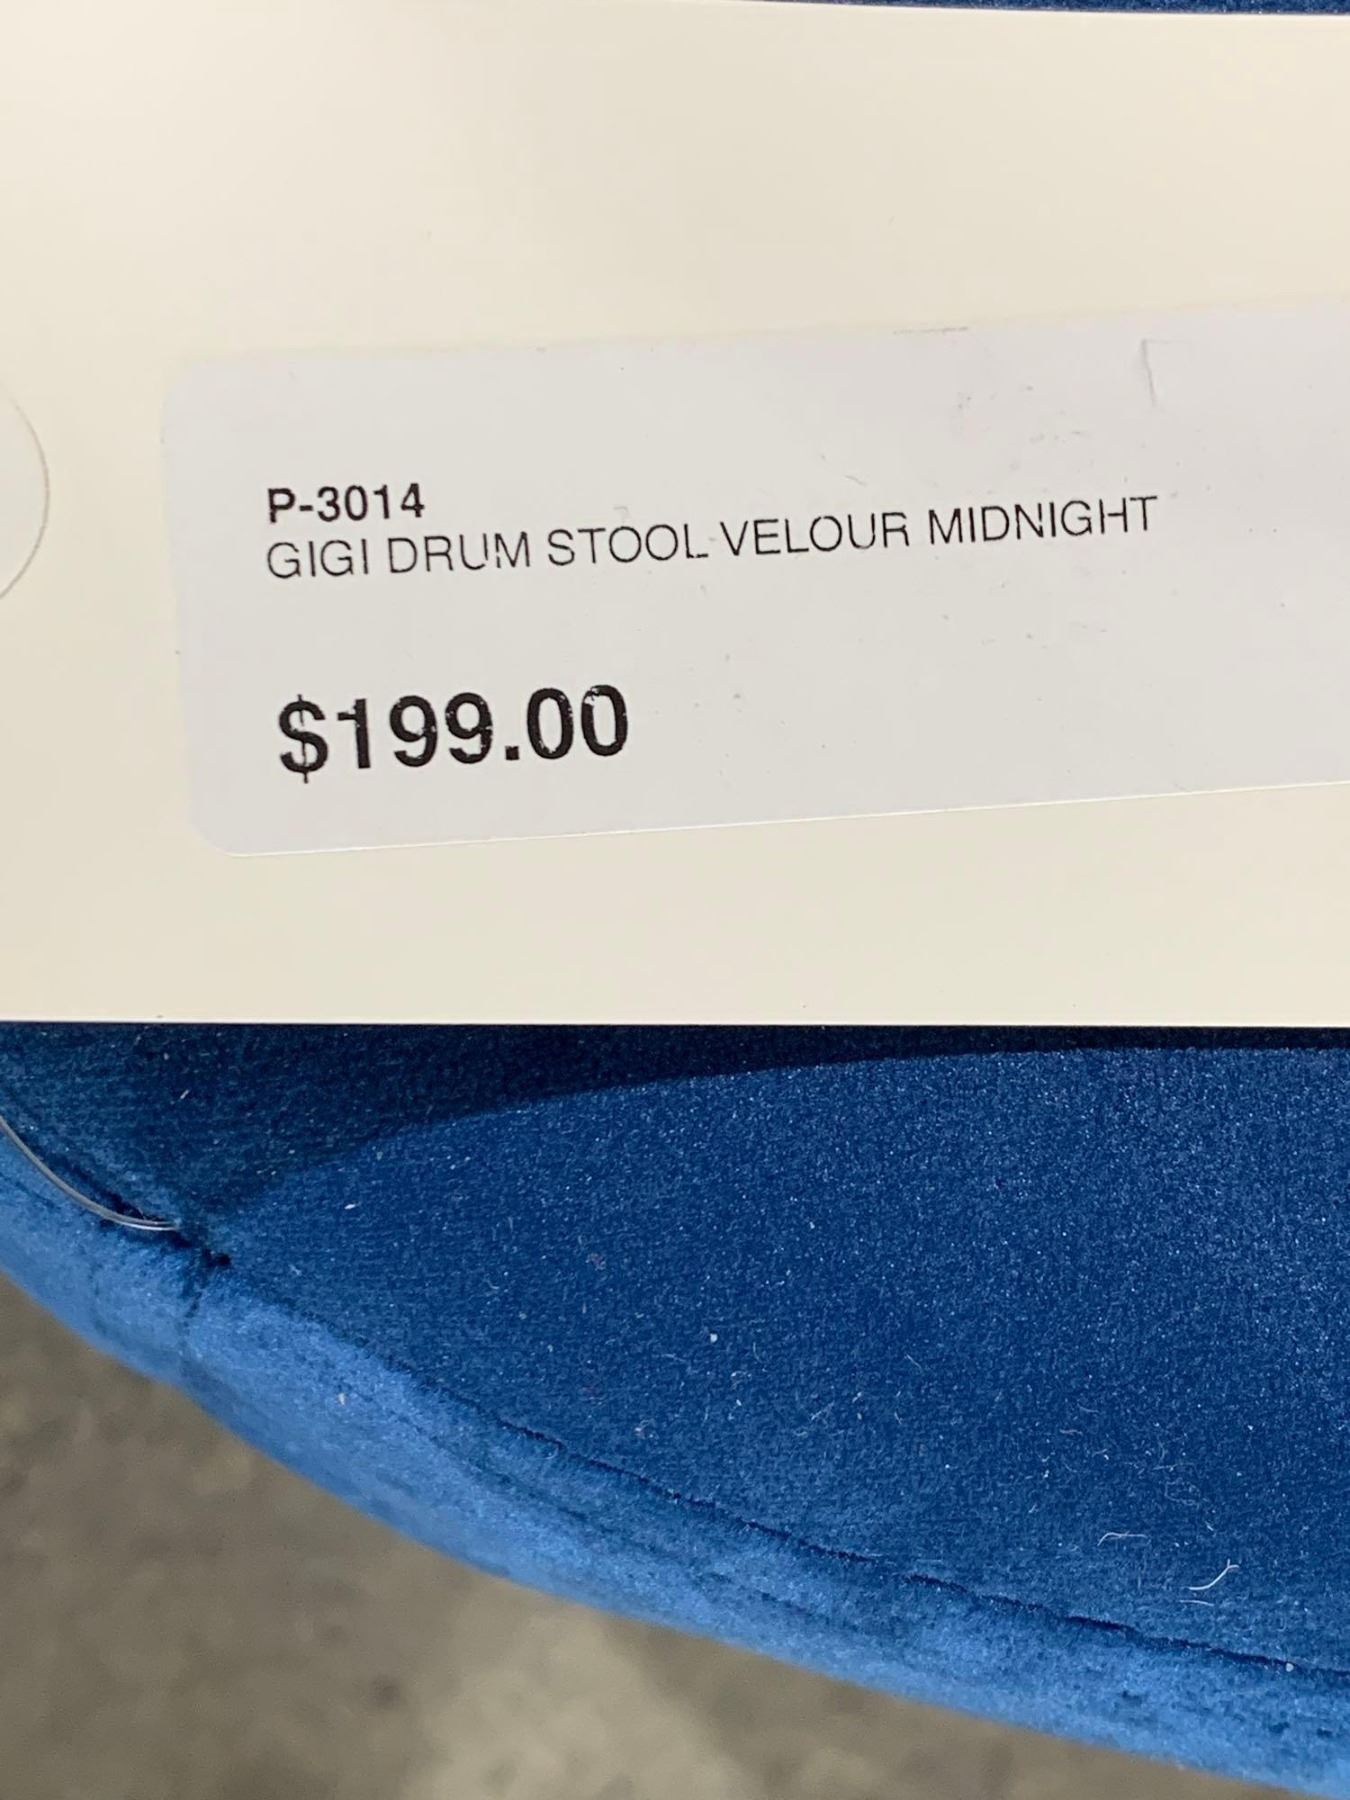 P-3014
GIGI DRUM STOOL-VELOUR MIDNIGHT
$199.00